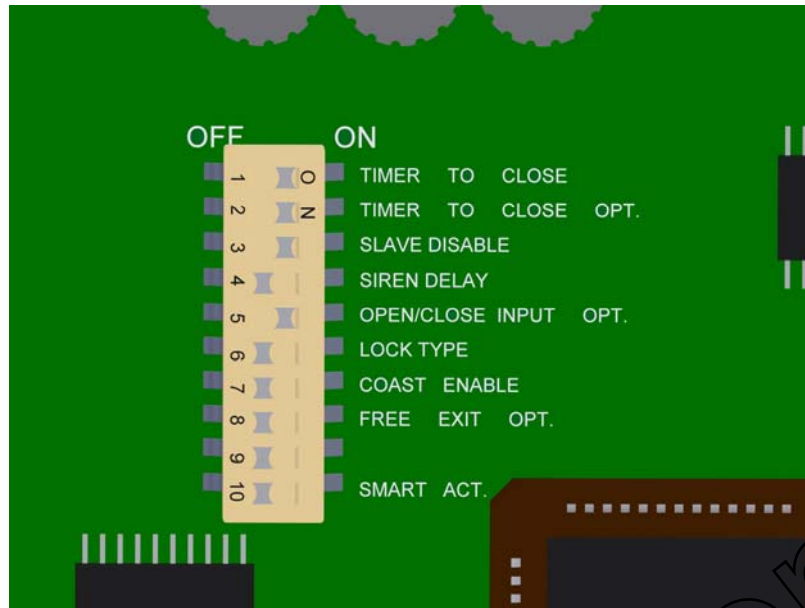 OFF ON
1 O TIMER TO CLOSE
2 N TIMER TO CLOSE OPT.
3 SLAVE DISABLE
4 SIREN DELAY
5 OPEN/CLOSE INPUT OPT.
6 LOCK TYPE
7 COAST ENABLE
8 FREE EXIT OPT.
9
10 SMART ACT.